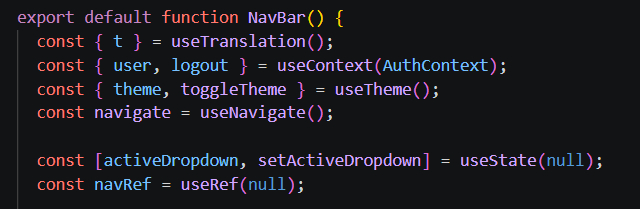 export default function NavBar() {
  const { t } = useTranslation();
  const { user, logout } = useContext(AuthContext);
  const { theme, toggleTheme } = useTheme();
  const navigate = useNavigate();

  const [activeDropdown, setActiveDropdown] = useState(null);
  const navRef = useRef(null);